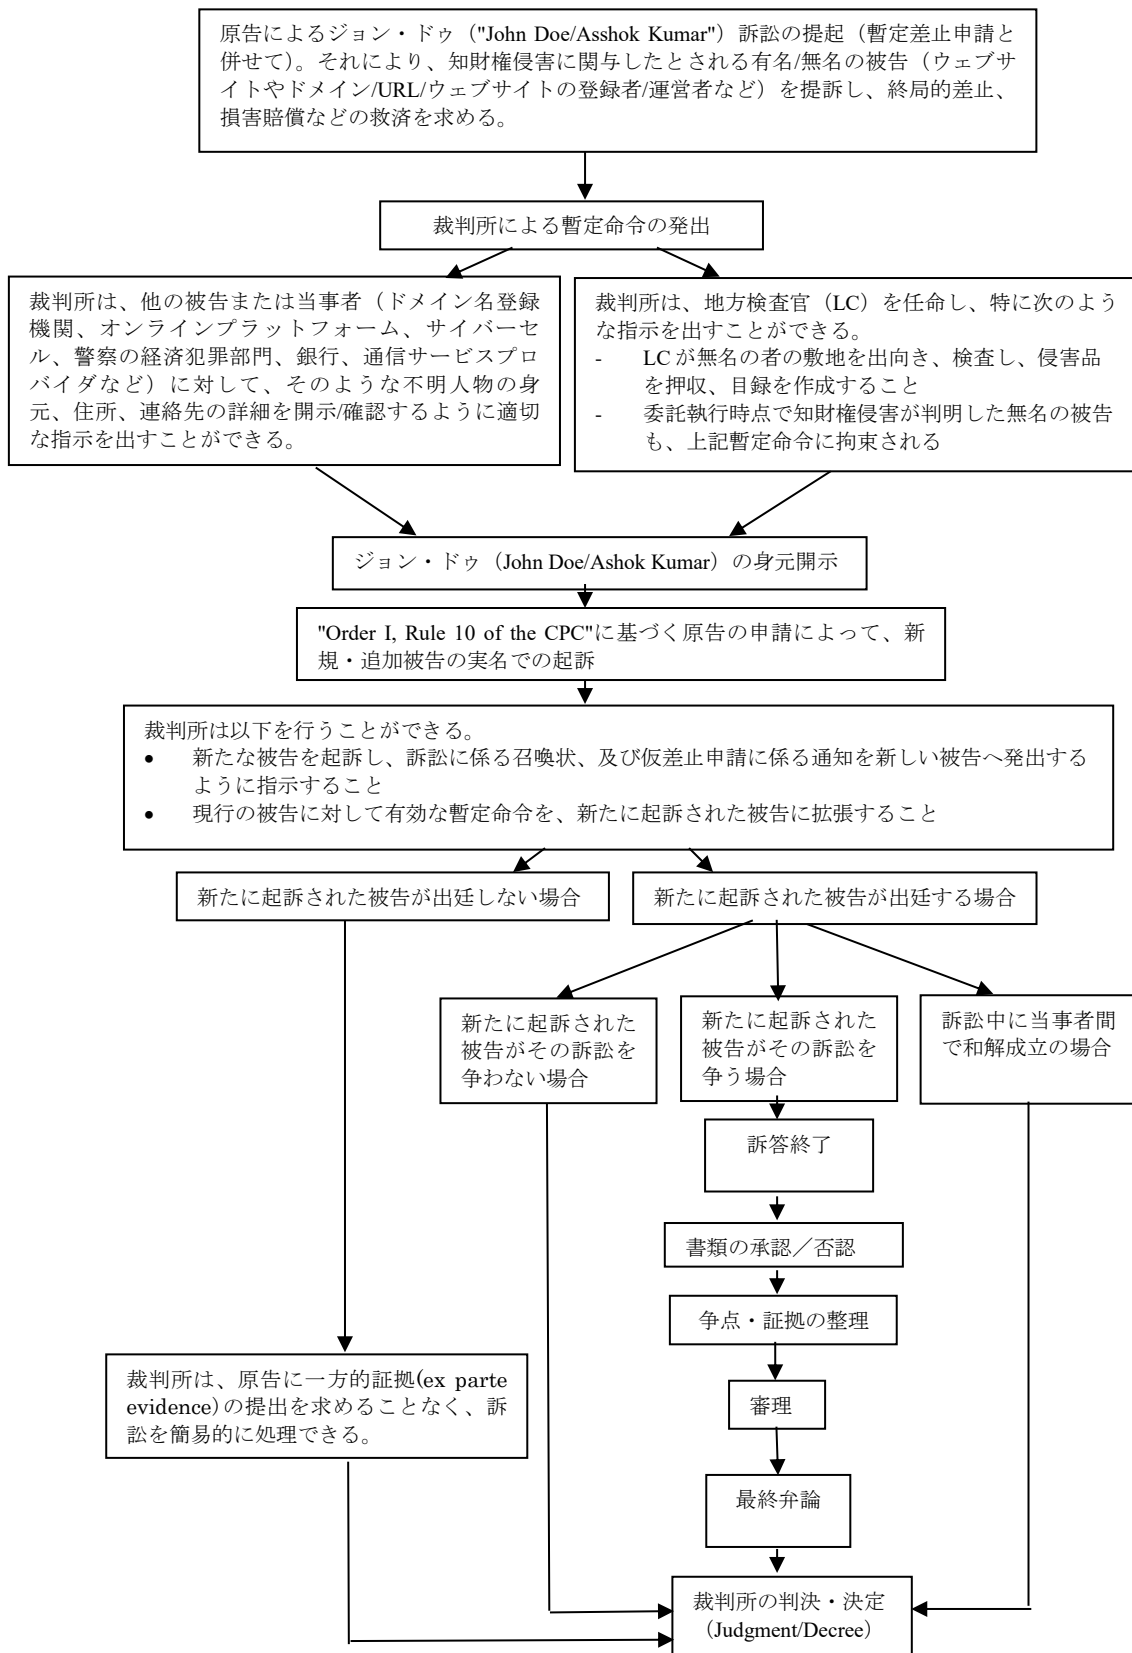 原告によるジョン・ドゥ（"John Doe/Asshok Kumar"）訴訟の提起（暫定差止申請と
併せて）。それにより、知財権侵害に関与したとされる有名/無名の被告（ウェブサ
イトやドメイン/URL/ウェブサイトの登録者/運営者など）を提訴し、終局的差止、
損害賠償などの救済を求める。
裁判所による暫定命令の発出
裁判所は、他の被告または当事者（ドメイン名登録
機関、オンラインプラットフォーム、サイバーセ
ル、警察の経済犯罪部門、銀行、通信サービスプロ
バイダなど）に対して、そのような不明人物の身
元、住所、連絡先の詳細を開示/確認するように適切
な指示を出すことができる。
裁判所は、地方検査官（LC）を任命し、特に次のよう
な指示を出すことができる。
- LC が無名の者の敷地を出向き、検査し、侵害品
を押収、目録を作成すること
- 委託執行時点で知財権侵害が判明した無名の被告
も、上記暫定命令に拘束される
ジョン・ドゥ（John Doe/Ashok Kumar）の身元開示
"Order I, Rule 10 of the CPC"に基づく原告の申請によって、新
規・追加被告の実名での起訴
裁判所は以下を行うことができる。
• 新たな被告を起訴し、訴訟に係る召喚状、及び仮差止申請に係る通知を新しい被告へ発出する
ように指示すること
• 現行の被告に対して有効な暫定命令を、新たに起訴された被告に拡張すること
新たに起訴された被告が出廷しない場合
新たに起訴された被告が出廷する場合
新たに起訴された
被告がその訴訟を
争わない場合
新たに起訴された
被告がその訴訟を
争う場合
訴訟中に当事者間
で和解成立の場合
訴答終了
書類の承認／否認
争点・証拠の整理
裁判所は、原告に一方的証拠(ex parte
evidence)の提出を求めることなく、訴
訟を簡易的に処理できる。
審理
最終弁論
裁判所の判決・決定
（Judgment/Decree）